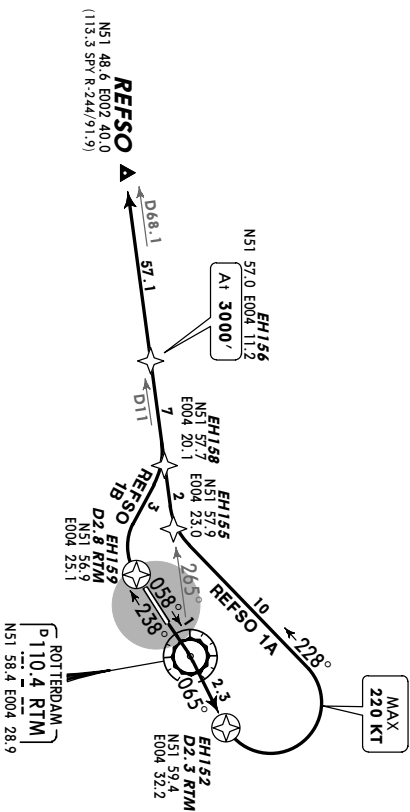 REFSO
N51 48.6 E002 40.0
(113.3 SPY R-244/91.9)
D68.1
57.1
EH156
N51 57.0 E004 11.2
At 3000'
D11
7
EH158
N51 57.7
E004 20.1
EH155
N51 57.9
E004 23.0
2
3
REFSO
1B
EH159
D2.8 RTM
N51 56.9
E004 25.1
265°
10
REFSO 1A
228°
MAX
220 KT
058°
238°
1
2.3
065°
EH152
D2.3 RTM
N51 59.4
E004 32.2
ROTTERDAM
D 110.4 RTM
N51 58.4 E004 28.9